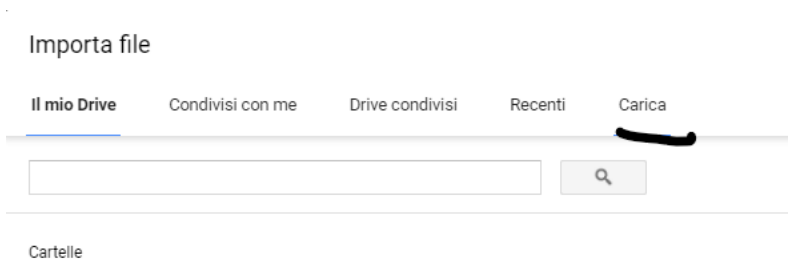 Importa file
Il mio Drive Condivisi con me Drive condivisi Recenti Carica
Cartelle